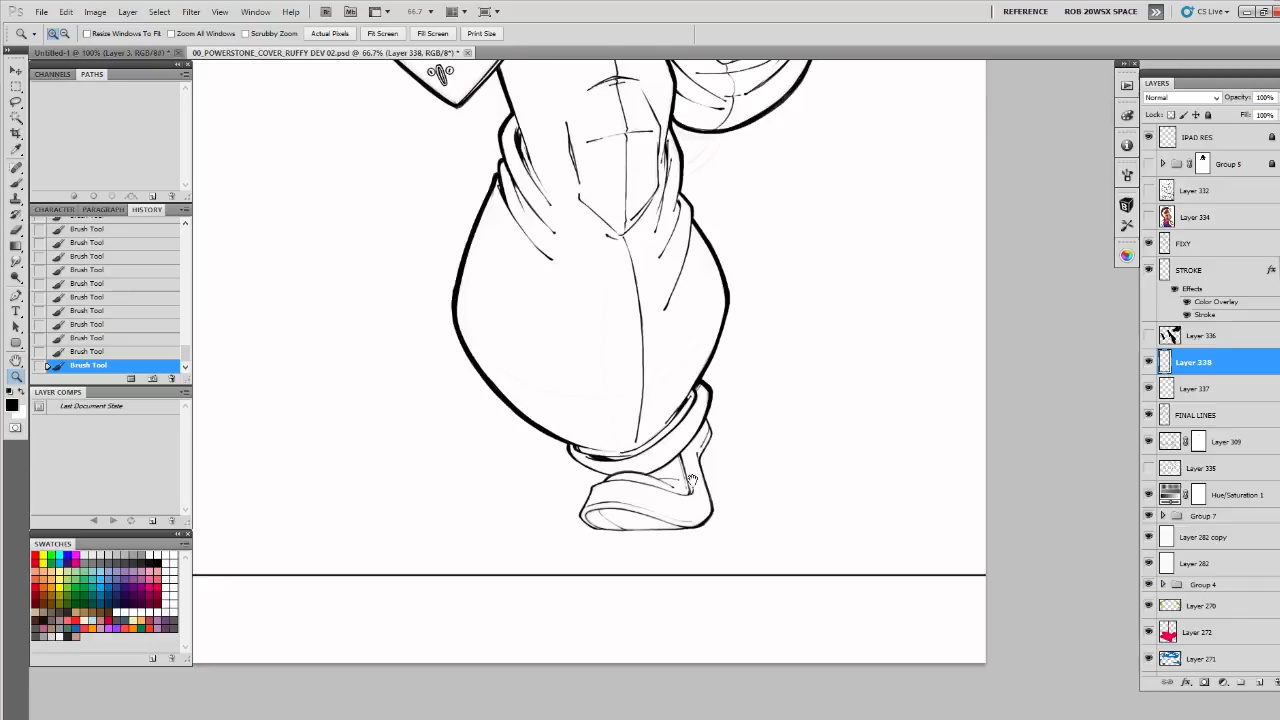 Ps File Edit Image Layer Select Filter View Window Help Br Mb 66.7 REFERENCE ROB 20WSX SPACE CS Live
Resize Windows To Fit Zoom All Windows Scrubby Zoom Actual Pixels Fit Screen Fill Screen Print Size
Untitled-1 @ 100% (Layer 3, RGB/8#) * 00_POWERSTONE_COVER_RUFFY DEV 02.psd @ 66.7% (Layer 338, RGB/8*) *
CHANNELS PATHS
CHARACTER PARAGRAPH HISTORY
Brush Tool
Brush Tool
Brush Tool
Brush Tool
Brush Tool
Brush Tool
Brush Tool
Brush Tool
Brush Tool
Brush Tool
Brush Tool
Brush Tool
LAYER COMPS
Last Document State
SWATCHES
LAYERS
Normal Opacity: 100%
Lock: Fill: 100%
IPAD RES
Group 5
Layer 332
Layer 334
FIXY
STROKE fx
Effects
Color Overlay
Stroke
Layer 336
Layer 338
Layer 337
FINAL LINES
Layer 309
Layer 335
Hue/Saturation 1
Group 7
Layer 282 copy
Layer 282
Group 4
Layer 270
Layer 272
Layer 271